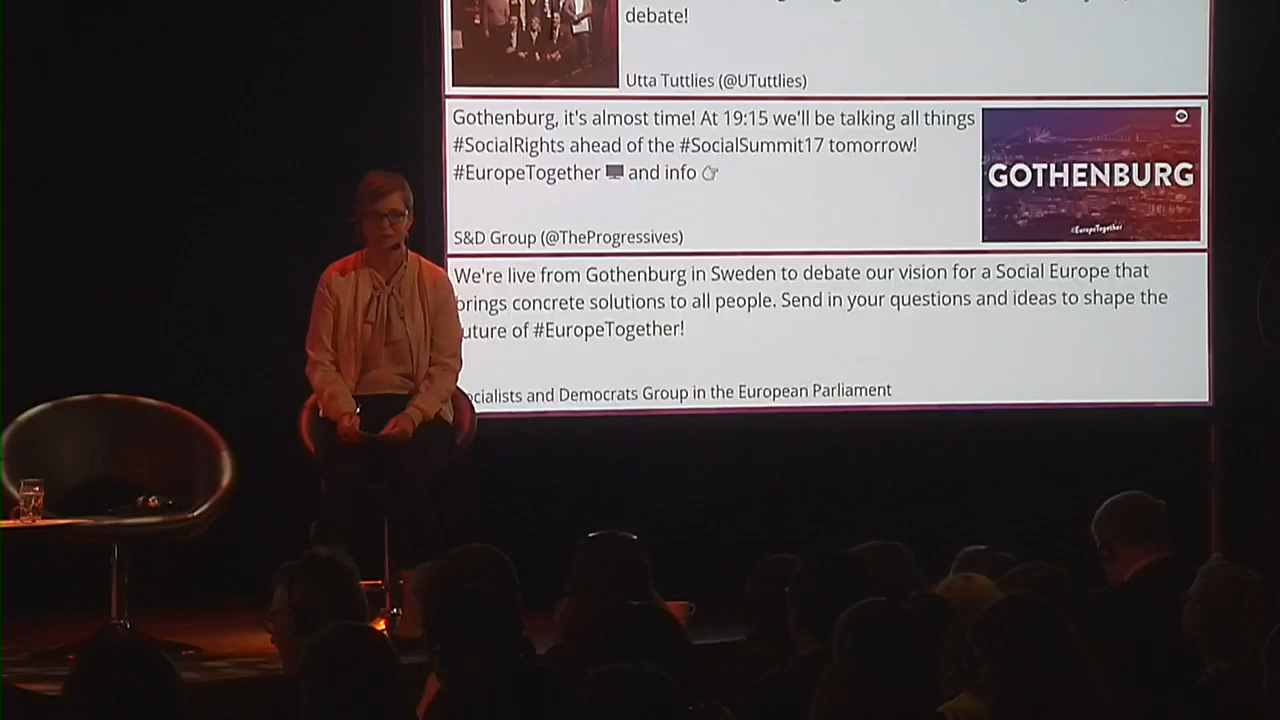 debate!
Utta Tuttlies (@UTuttlies)
Gothenburg, it's almost time! At 19:15 we'll be talking all things
#SocialRights ahead of the #SocialSummit17 tomorrow!
#EuropeTogether and info
GOTHENBURG
#EuropeTogether
S&D Group (@TheProgressives)
We're live from Gothenburg in Sweden to debate our vision for a Social Europe that
brings concrete solutions to all people. Send in your questions and ideas to shape the
uture of #EuropeTogether!
ocialists and Democrats Group in the European Parliament